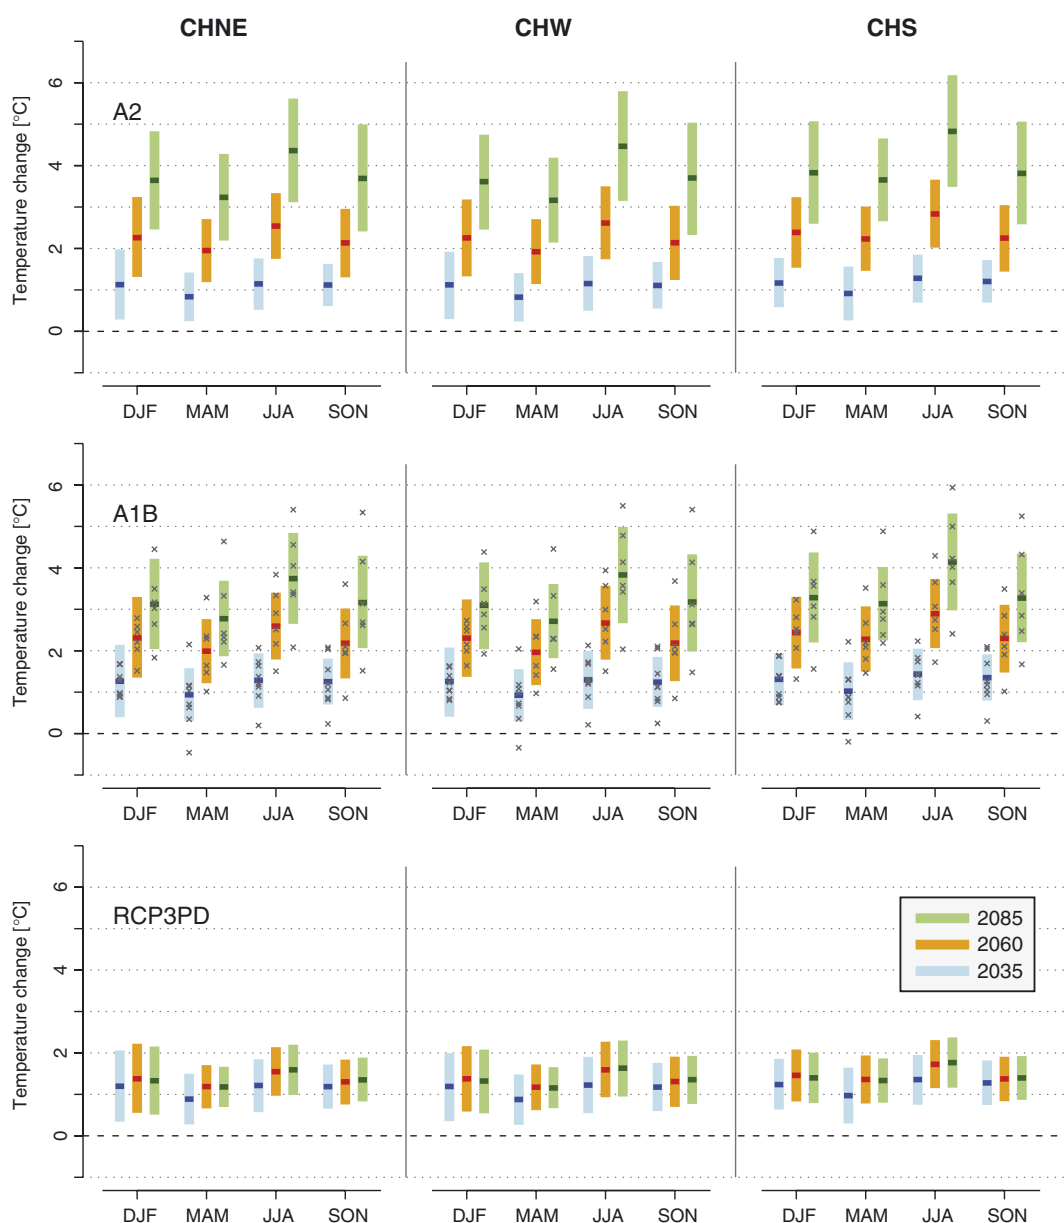 CHNE CHW CHS
Temperature change [°C]
6
4
2
0
A2
DJF MAM JJA SON DJF MAM JJA SON DJF MAM JJA SON
Temperature change [°C]
6
4
2
0
A1B
DJF MAM JJA SON DJF MAM JJA SON DJF MAM JJA SON
Temperature change [°C]
6
4
2
0
RCP3PD
2085
2060
2035
DJF MAM JJA SON DJF MAM JJA SON DJF MAM JJA SON